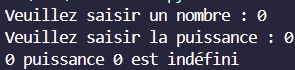 Veuillez saisir un nombre : 0
Veuillez saisir la puissance : 0
0 puissance 0 est indéfini